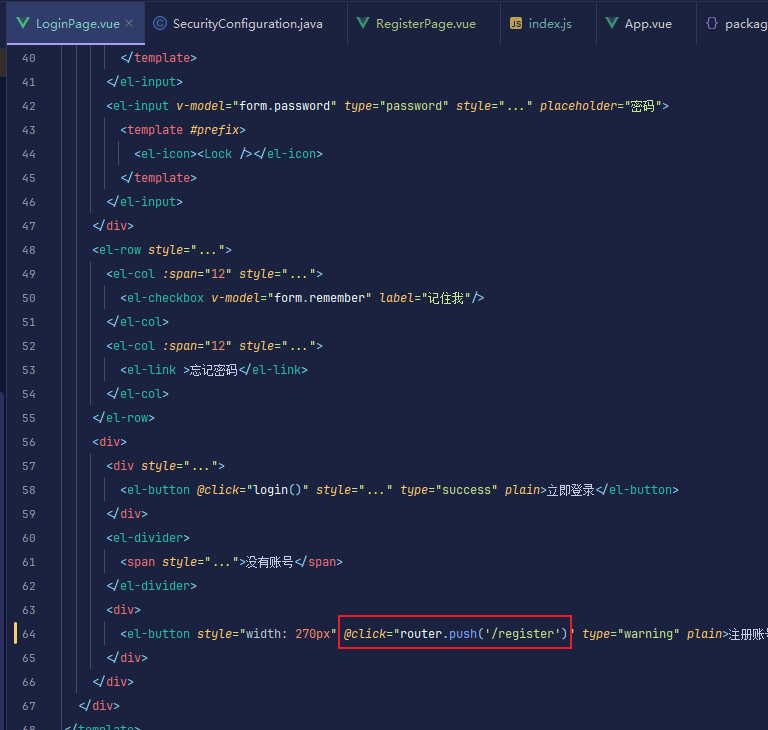 LoginPage.vue × SecurityConfiguration.java RegisterPage.vue JS index.js App.vue {} packag
40 </template>
41 </el-input>
42 <el-input v-model="form.password" type="password" style="..." placeholder="密码">
43 <template #prefix>
44 <el-icon><Lock /></el-icon>
45 </template>
46 </el-input>
47 </div>
48 <el-row style="...">
49 <el-col :span="12" style="...">
50 <el-checkbox v-model="form.remember" label="记住我"/>
51 </el-col>
52 <el-col :span="12" style="...">
53 <el-link >忘记密码</el-link>
54 </el-col>
55 </el-row>
56 <div>
57 <div style="...">
58 <el-button @click="login()" style="..." type="success" plain>立即登录</el-button>
59 </div>
60 <el-divider>
61 <span style="...">没有账号</span>
62 </el-divider>
63 <div>
64 <el-button style="width: 270px" @click="router.push('/register')" type="warning" plain>注册账号
65 </div>
66 </div>
67 </div>
68 </template>